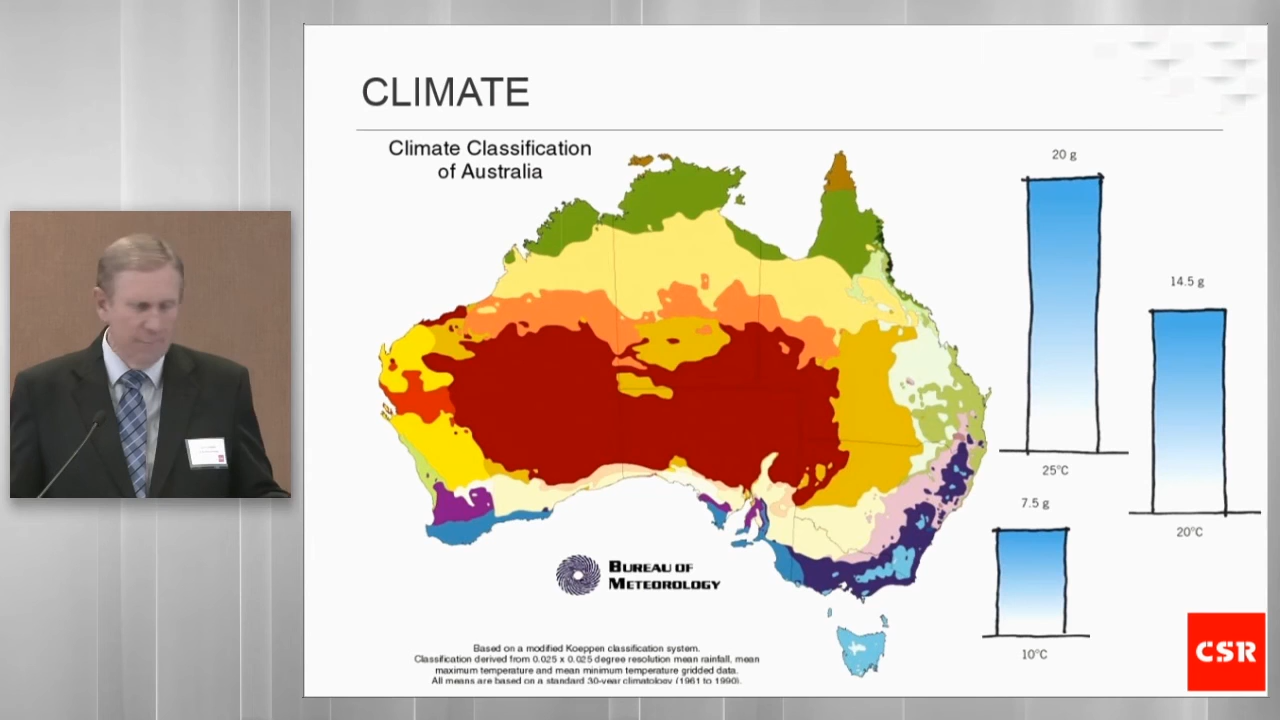 CLIMATE
Climate Classification
of Australia
20 g
14.5 g
25°C
7.5 g
20°C
10°C
BUREAU OF
METEOROLOGY
Based on a modified Koeppen classification system.
Classification derived from 0.025 x 0.025 degree resolution mean rainfall, mean
maximum temperature and mean minimum temperature gridded data.
All means are based on a standard 30-year climatology (1961 to 1990).
CSR